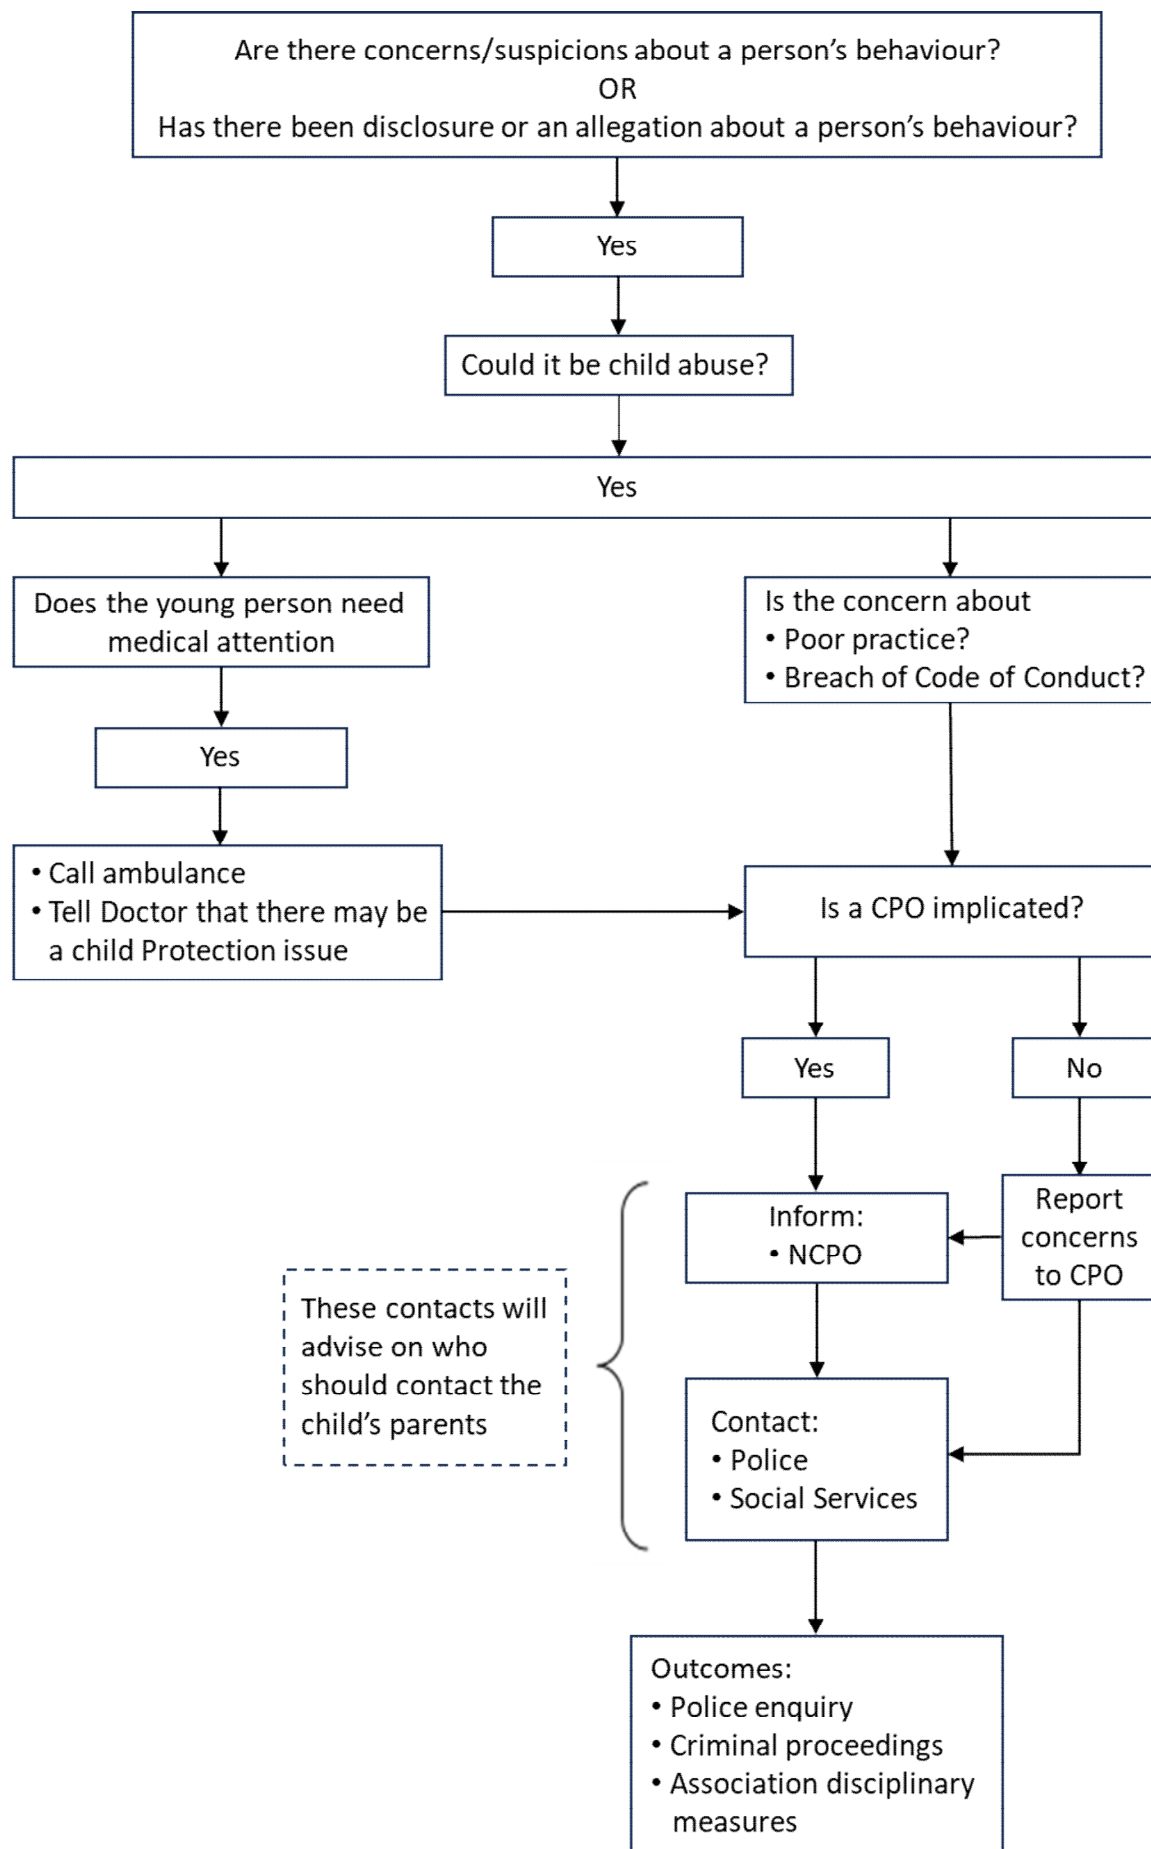 Are there concerns/suspicions about a person’s behaviour?
OR
Has there been disclosure or an allegation about a person’s behaviour?
Yes
Could it be child abuse?
Yes
Does the young person need
medical attention
Is the concern about
• Poor practice?
• Breach of Code of Conduct?
Yes
• Call ambulance
• Tell Doctor that there may be
a child Protection issue
Is a CPO implicated?
Yes
No
Inform:
• NCPO
Report
concerns
to CPO
These contacts will
advise on who
should contact the
child’s parents
Contact:
• Police
• Social Services
Outcomes:
• Police enquiry
• Criminal proceedings
• Association disciplinary
measures